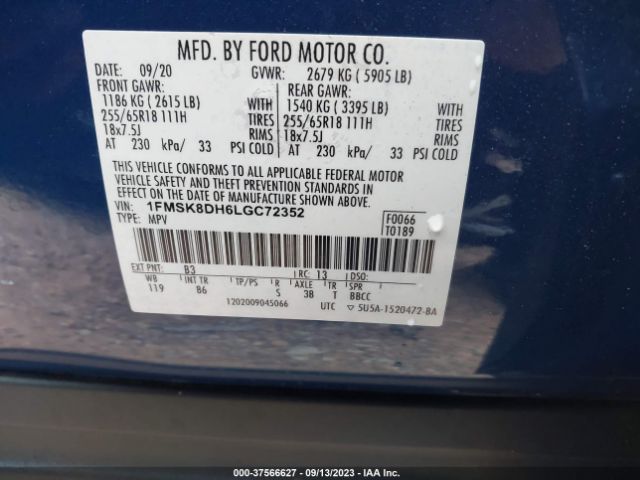 MFD. BY FORD MOTOR CO.
DATE: 09/20 GVWR: 2679 KG (5905 LB)
FRONT GAWR: REAR GAWR:
1186 KG (2615 LB) WITH 1540 KG (3395 LB) WITH
255/65R18 111H TIRES 255/65R18 111H TIRES
18x7.5J RIMS 18x7.5J RIMS
AT 230 kPa/ 33 PSI COLD AT 230 kPa/ 33 PSI COLD
THIS VEHICLE CONFORMS TO ALL APPLICABLE FEDERAL MOTOR
VEHICLE SAFETY AND THEFT PREVENTION STANDARDS IN
EFFECT ON THE DATE OF MANUFACTURE SHOWN ABOVE.
VIN: 1FMSK8DH6LGC72352 F0066
TYPE: MPV T0189
EXT PNT: B3 RC: 13 DSO:
WB INT TR TP/PS R AXLE TR SPR
119 B6 S 3B T BBCC
1202009045066 UTC 5U5A-1520472-BA
000-37566627 - 09/13/2023 - COPART.COM